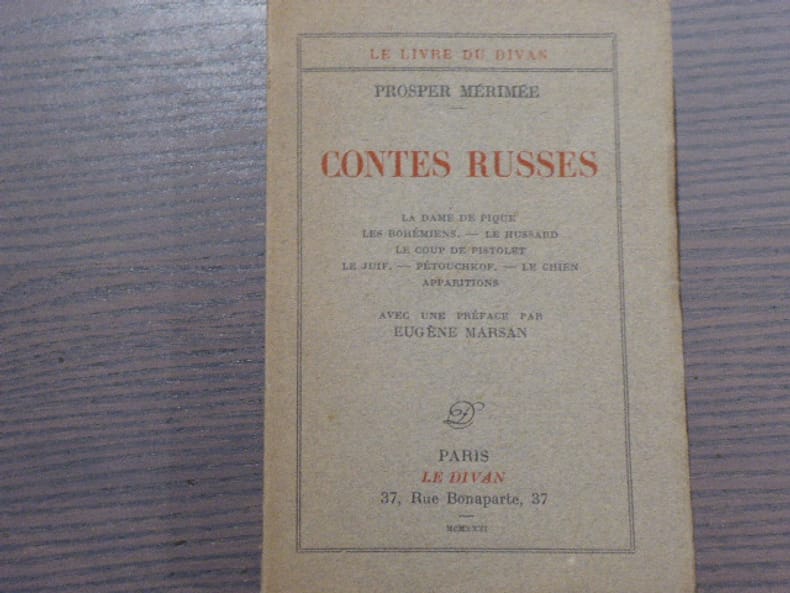 LE LIVRE DU DIVAN
PROSPER MÉRIMÉE
CONTES RUSSES
LA DAME DE PIQUE
LES BOHÉMIENS. — LE HUSSARD
LE COUP DE PISTOLET
LE JUIF. — PÉTOUCHKOF. — LE CHIEN
APPARITIONS
AVEC UNE PRÉFACE PAR
EUGÈNE MARSAN
PARIS
LE DIVAN
37, Rue Bonaparte, 37